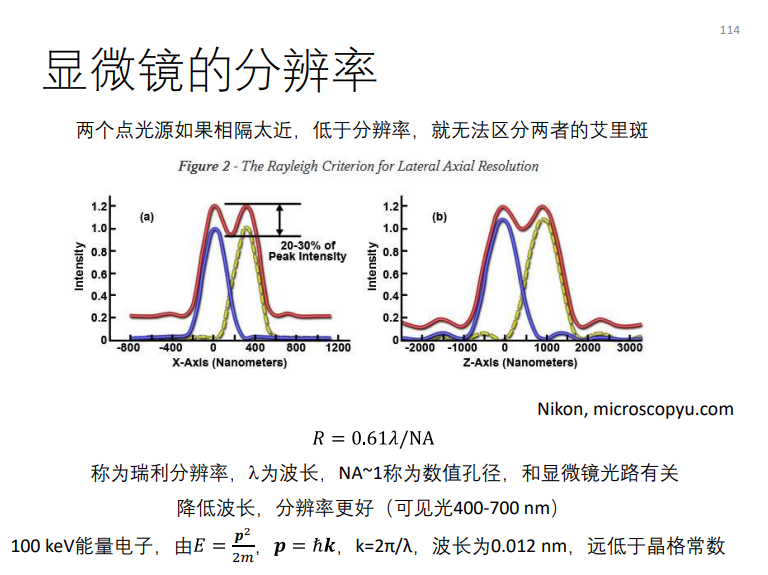 114
显微镜的分辨率
两个点光源如果相隔太近，低于分辨率，就无法区分两者的艾里斑
Figure 2 - The Rayleigh Criterion for Lateral Axial Resolution
(a)
1.2
1.0
0.8
0.6
0.4
0.2
0
Intensity
20-30% of
Peak Intensity
-800 -400 0 400 800 1200
X-Axis (Nanometers)
(b)
1.2
1.0
0.8
0.6
0.4
0.2
0
Intensity
-2000 -1000 0 1000 2000 3000
Z-Axis (Nanometers)
Nikon, microscopyu.com
R = 0.61λ/NA
称为瑞利分辨率，λ为波长，NA~1称为数值孔径，和显微镜光路有关
降低波长，分辨率更好（可见光400-700 nm）
100 keV能量电子，由E = p²/2m，p = ℏk，k=2π/λ，波长为0.012 nm，远低于晶格常数